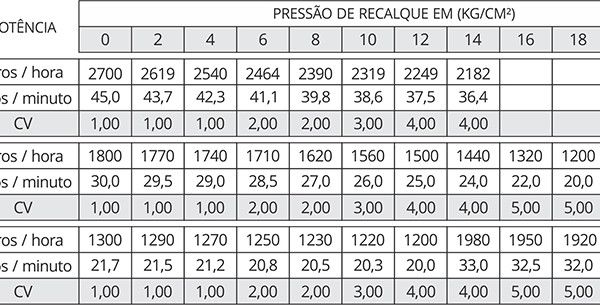 PRESSÃO DE RECALQUE EM (KG/CM²)
OTÊNCIA
0 2 4 6 8 10 12 14 16 18
ros / hora 2700 2619 2540 2464 2390 2319 2249 2182
s / minuto 45,0 43,7 42,3 41,1 39,8 38,6 37,5 36,4
CV 1,00 1,00 1,00 2,00 2,00 3,00 4,00 4,00
ros / hora 1800 1770 1740 1710 1620 1560 1500 1440 1320 1200
s / minuto 30,0 29,5 29,0 28,5 27,0 26,0 25,0 24,0 22,0 20,0
CV 1,00 1,00 1,00 2,00 2,00 3,00 4,00 4,00 5,00 5,00
ros / hora 1300 1290 1270 1250 1230 1220 1200 1980 1950 1920
s / minuto 21,7 21,5 21,2 20,8 20,5 20,3 20,0 33,0 32,5 32,0
CV 1,00 1,00 1,00 2,00 2,00 3,00 4,00 4,00 5,00 5,00